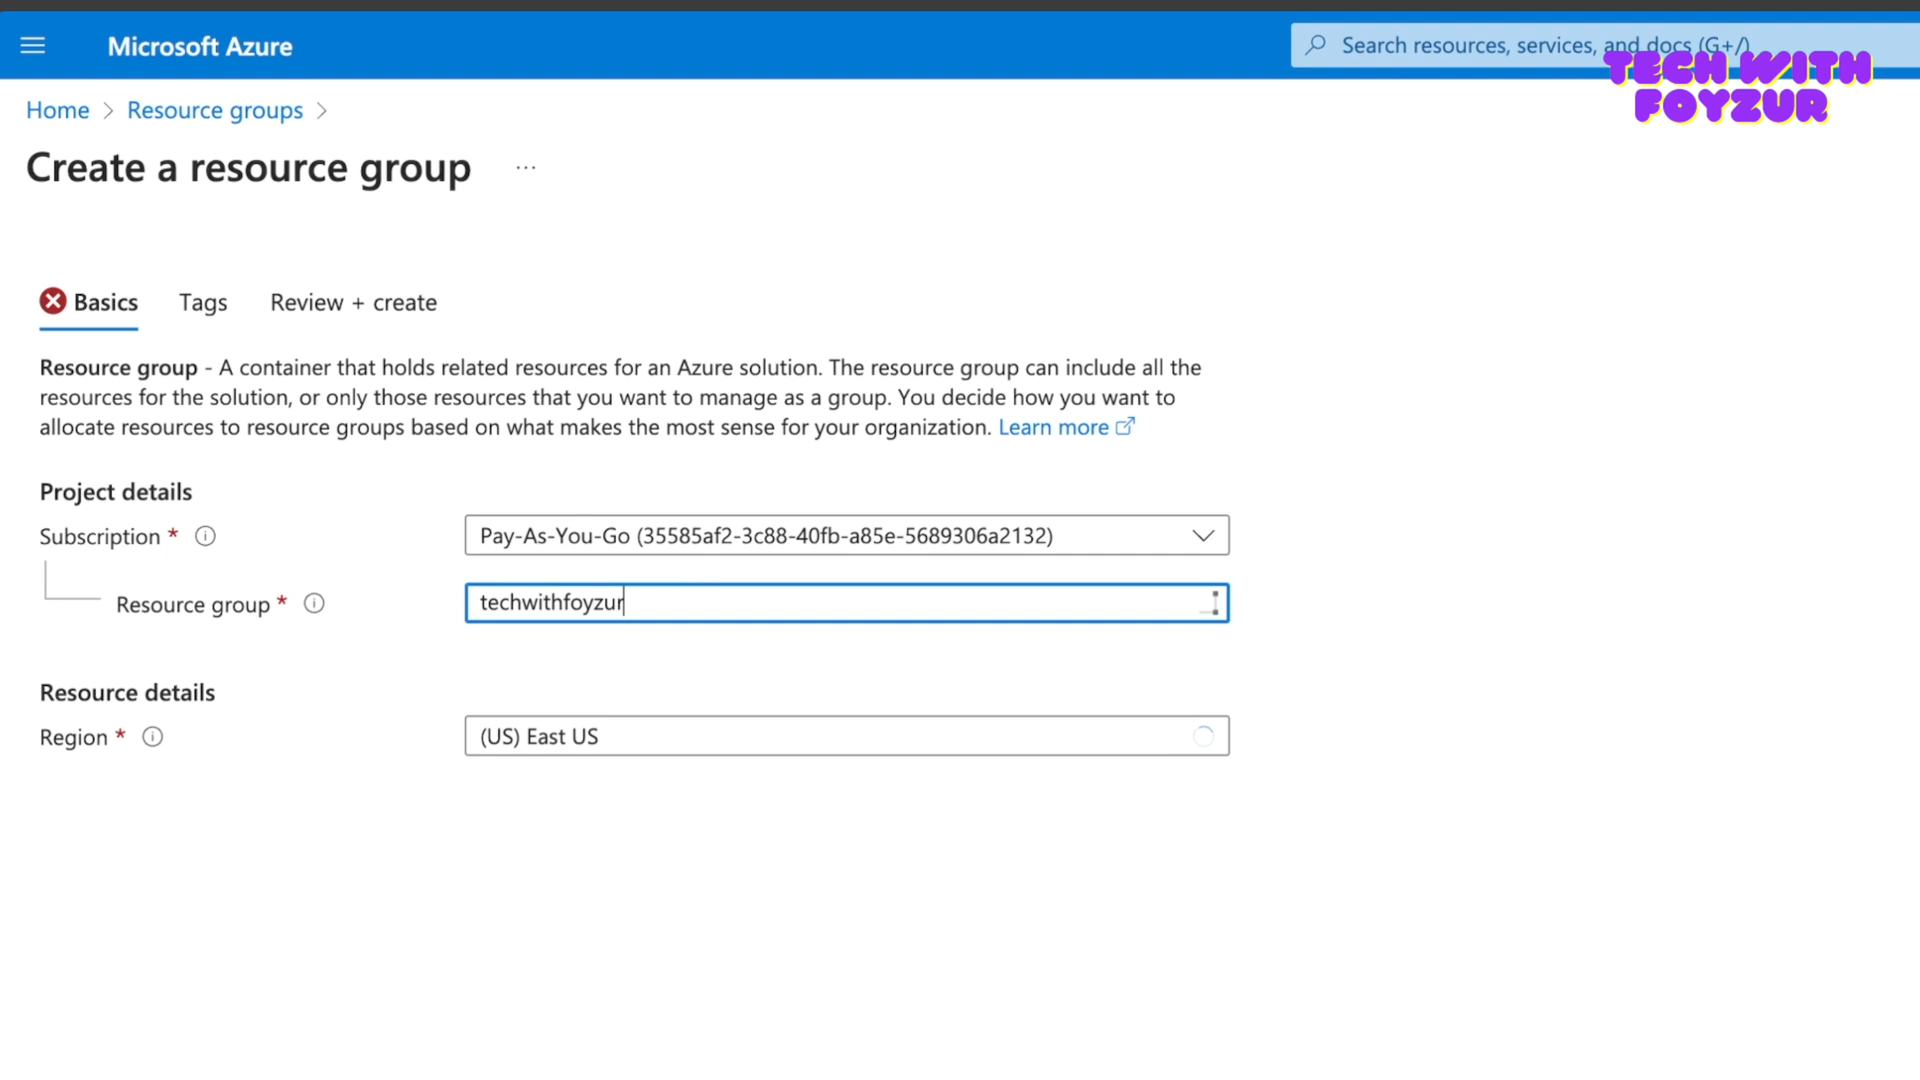 Microsoft Azure
Search resources, services, and docs (G+/)
TECH WITH
FOYZUR
Home > Resource groups >
Create a resource group ...
Basics Tags Review + create
Resource group - A container that holds related resources for an Azure solution. The resource group can include all the
resources for the solution, or only those resources that you want to manage as a group. You decide how you want to
allocate resources to resource groups based on what makes the most sense for your organization. Learn more
Project details
Subscription * Pay-As-You-Go (35585af2-3c88-40fb-a85e-5689306a2132)
Resource group * techwithfoyzur
Resource details
Region * (US) East US